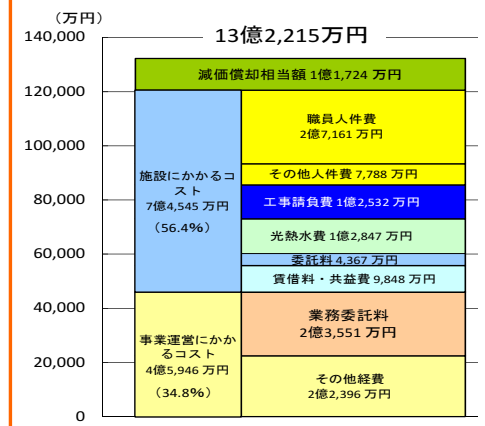 （万円）
13億2,215万円
140,000
120,000
100,000
80,000
60,000
40,000
20,000
0
減価償却相当額 1億1,724 万円
施設にかかるコ
スト
7億4,545 万円
（56.4%）
事業運営にかか
るコスト
4億5,946 万円
（34.8%）
職員人件費
2億7,161 万円
その他人件費 7,788 万円
工事請負費 1億2,532 万円
光熱水費 1億2,847 万円
委託料 4,367 万円
賃借料・共益費 9,848 万円
業務委託料
2億3,551 万円
その他経費
2億2,396 万円